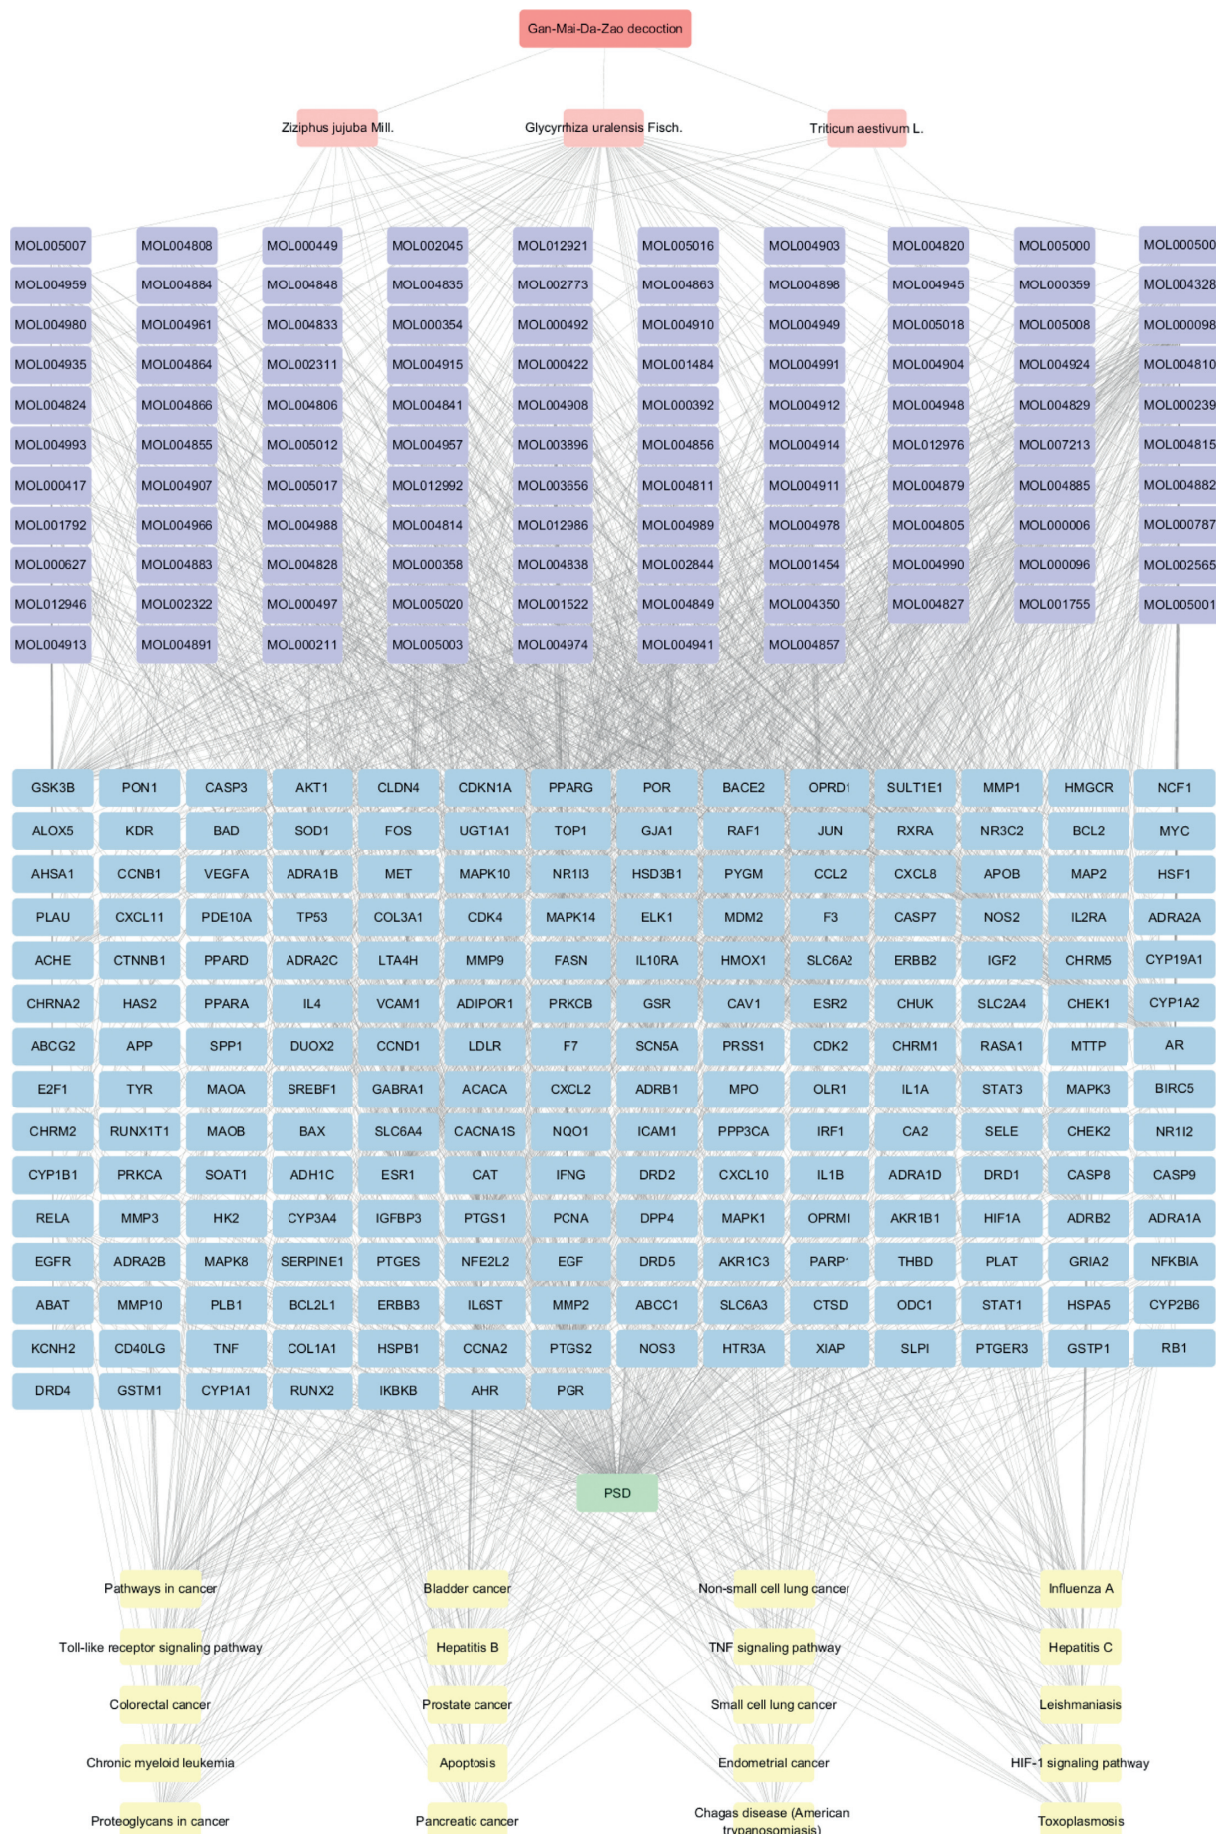 Gan-Mai-Da-Zao decoction
Ziziphus jujuba Mill. Glycyrrhiza uralensis Fisch. Triticum aestivum L.
MOL005007 MOL004808 MOL000449 MOL002045 MOL012921 MOL005016 MOL004903 MOL004820 MOL005000 MOL000500
MOL004959 MOL004884 MOL004848 MOL004835 MOL002773 MOL004863 MOL004898 MOL004945 MOL000359 MOL004328
MOL004980 MOL004961 MOL004833 MOL000354 MOL000492 MOL004910 MOL004949 MOL005018 MOL005008 MOL000098
MOL004935 MOL004864 MOL002311 MOL004915 MOL000422 MOL001484 MOL004991 MOL004904 MOL004924 MOL004810
MOL004824 MOL004866 MOL004806 MOL004841 MOL004908 MOL000392 MOL004912 MOL004948 MOL004829 MOL000239
MOL004993 MOL004855 MOL005012 MOL004957 MOL003896 MOL004856 MOL004914 MOL012976 MOL007213 MOL004815
MOL000417 MOL004907 MOL005017 MOL012992 MOL003656 MOL004811 MOL004911 MOL004879 MOL004885 MOL004882
MOL001792 MOL004966 MOL004988 MOL004814 MOL012986 MOL004989 MOL004978 MOL004805 MOL000006 MOL000787
MOL000627 MOL004883 MOL004828 MOL000358 MOL004838 MOL002844 MOL001454 MOL004990 MOL000096 MOL002565
MOL012946 MOL002322 MOL000497 MOL005020 MOL001522 MOL004849 MOL004350 MOL004827 MOL001755 MOL005001
MOL004913 MOL004891 MOL000211 MOL005003 MOL004974 MOL004941 MOL004857
GSK3B PON1 CASP3 AKT1 CLDN4 CDKN1A PPARG POR BACE2 OPRD1 SULT1E1 MMP1 HMGCR NCF1
ALOX5 KDR BAD SOD1 FOS UGT1A1 TOP1 GJA1 RAF1 JUN RXRA NR3C2 BCL2 MYC
AHSA1 CCNB1 VEGFA ADRA1B MET MAPK10 NR1I3 HSD3B1 PYGM CCL2 CXCL8 APOB MAP2 HSF1
PLAU CXCL11 PDE10A TP53 COL3A1 CDK4 MAPK14 ELK1 MDM2 F3 CASP7 NOS2 IL2RA ADRA2A
ACHE CTNNB1 PPARD ADRA2C LTA4H MMP9 FASN IL10RA HMOX1 SLC6A2 ERBB2 IGF2 CHRM5 CYP19A1
CHRNA2 HAS2 PPARA IL4 VCAM1 ADIPOR1 PRKCB GSR CAV1 ESR2 CHUK SLC2A4 CHEK1 CYP1A2
ABCG2 APP SPP1 DUOX2 CCND1 LDLR F7 SCN5A PRSS1 CDK2 CHRM1 RASA1 MTTP AR
E2F1 TYR MAOA SREBF1 GABRA1 ACACA CXCL2 ADRB1 MPO OLR1 IL1A STAT3 MAPK3 BIRC5
CHRM2 RUNX1T1 MAOB BAX SLC6A4 CACNA1S NQO1 ICAM1 PPP3CA IRF1 CA2 SELE CHEK2 NR1I2
CYP1B1 PRKCA SOAT1 ADH1C ESR1 CAT IFNG DRD2 CXCL10 IL1B ADRA1D DRD1 CASP8 CASP9
RELA MMP3 HK2 CYP3A4 IGFBP3 PTGS1 PCNA DPP4 MAPK1 OPRM1 AKR1B1 HIF1A ADRB2 ADRA1A
EGFR ADRA2B MAPK8 SERPINE1 PTGES NFE2L2 EGF DRD5 AKR1C3 PARP1 THBD PLAT GRIA2 NFKBIA
ABAT MMP10 PLB1 BCL2L1 ERBB3 IL6ST MMP2 ABCC1 SLC6A3 CTSD ODC1 STAT1 HSPA5 CYP2B6
KCNH2 CD40LG TNF COL1A1 HSPB1 CCNA2 PTGS2 NOS3 HTR3A XIAP SLPI PTGER3 GSTP1 RB1
DRD4 GSTM1 CYP1A1 RUNX2 IKBKB AHR PGR
PSD
Pathways in cancer Bladder cancer Non-small cell lung cancer Influenza A
Toll-like receptor signaling pathway Hepatitis B TNF signaling pathway Hepatitis C
Colorectal cancer Prostate cancer Small cell lung cancer Leishmaniasis
Chronic myeloid leukemia Apoptosis Endometrial cancer HIF-1 signaling pathway
Proteoglycans in cancer Pancreatic cancer Chagas disease (American Toxoplasmosis
trypanosomiasis)